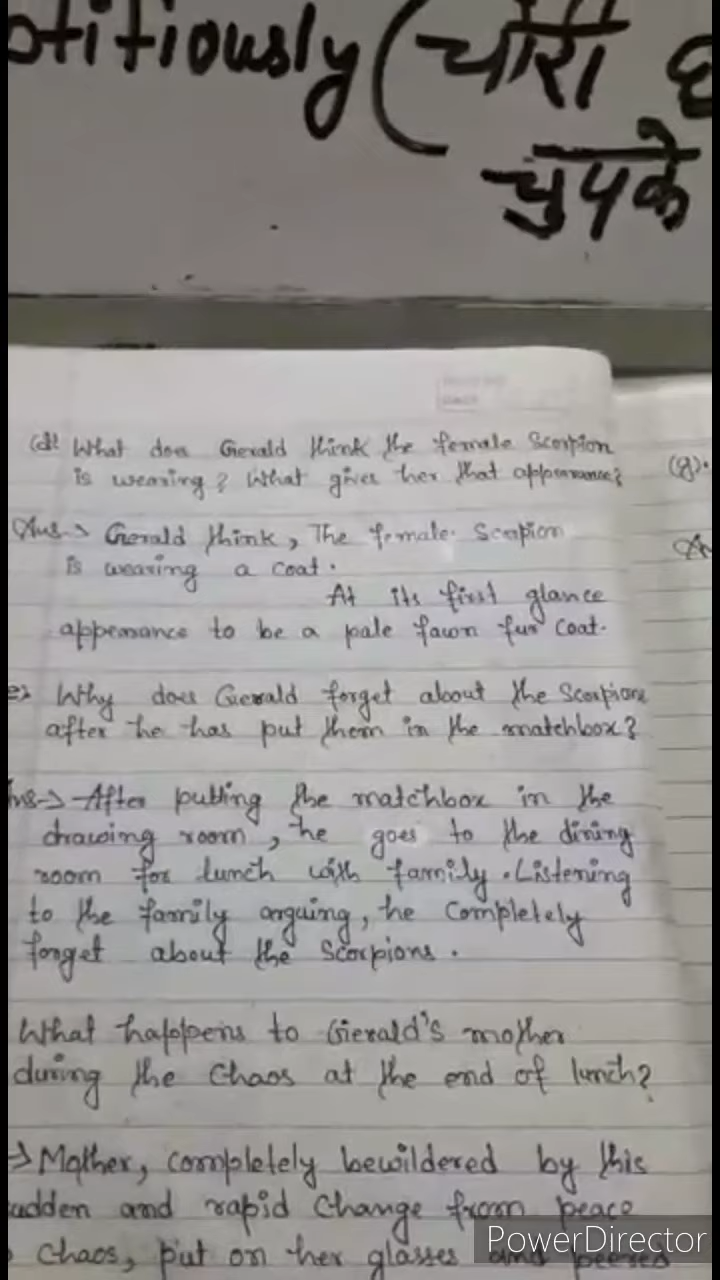 otitiously (चोरी
चुपके
(d) What does Gerald think the female Scorpion
is wearing? What gives her that appearance?
(g).
Ans-> Gerald think, The female Scorpion
is wearing a coat.
At its first glance
appearance to be a pale fawn fur coat.
e> Why does Gerald forget about the Scorpions
after he has put them in the matchbox?
ns-> After putting the matchbox in the
drawing room, he goes to the dining
room for lunch with family. Listening
to the family arguing, he completely
forget about the Scorpions.
What happens to Gerald's mother
during the Chaos at the end of lunch?
-> Mother, completely bewildered by this
udden and rapid change from peace
chaos, put on her glasses and peered
PowerDirector